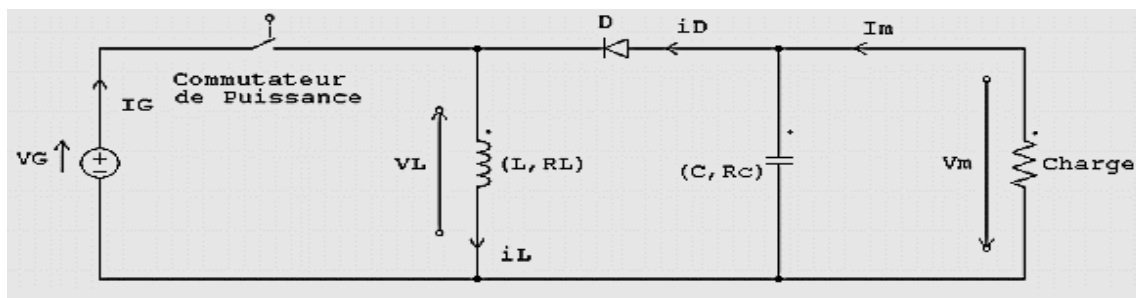 D
iD
Im
Commutateur
de Puissance
IG
VG
VL
(L,RL)
(C,Rc)
Vm
Charge
iL